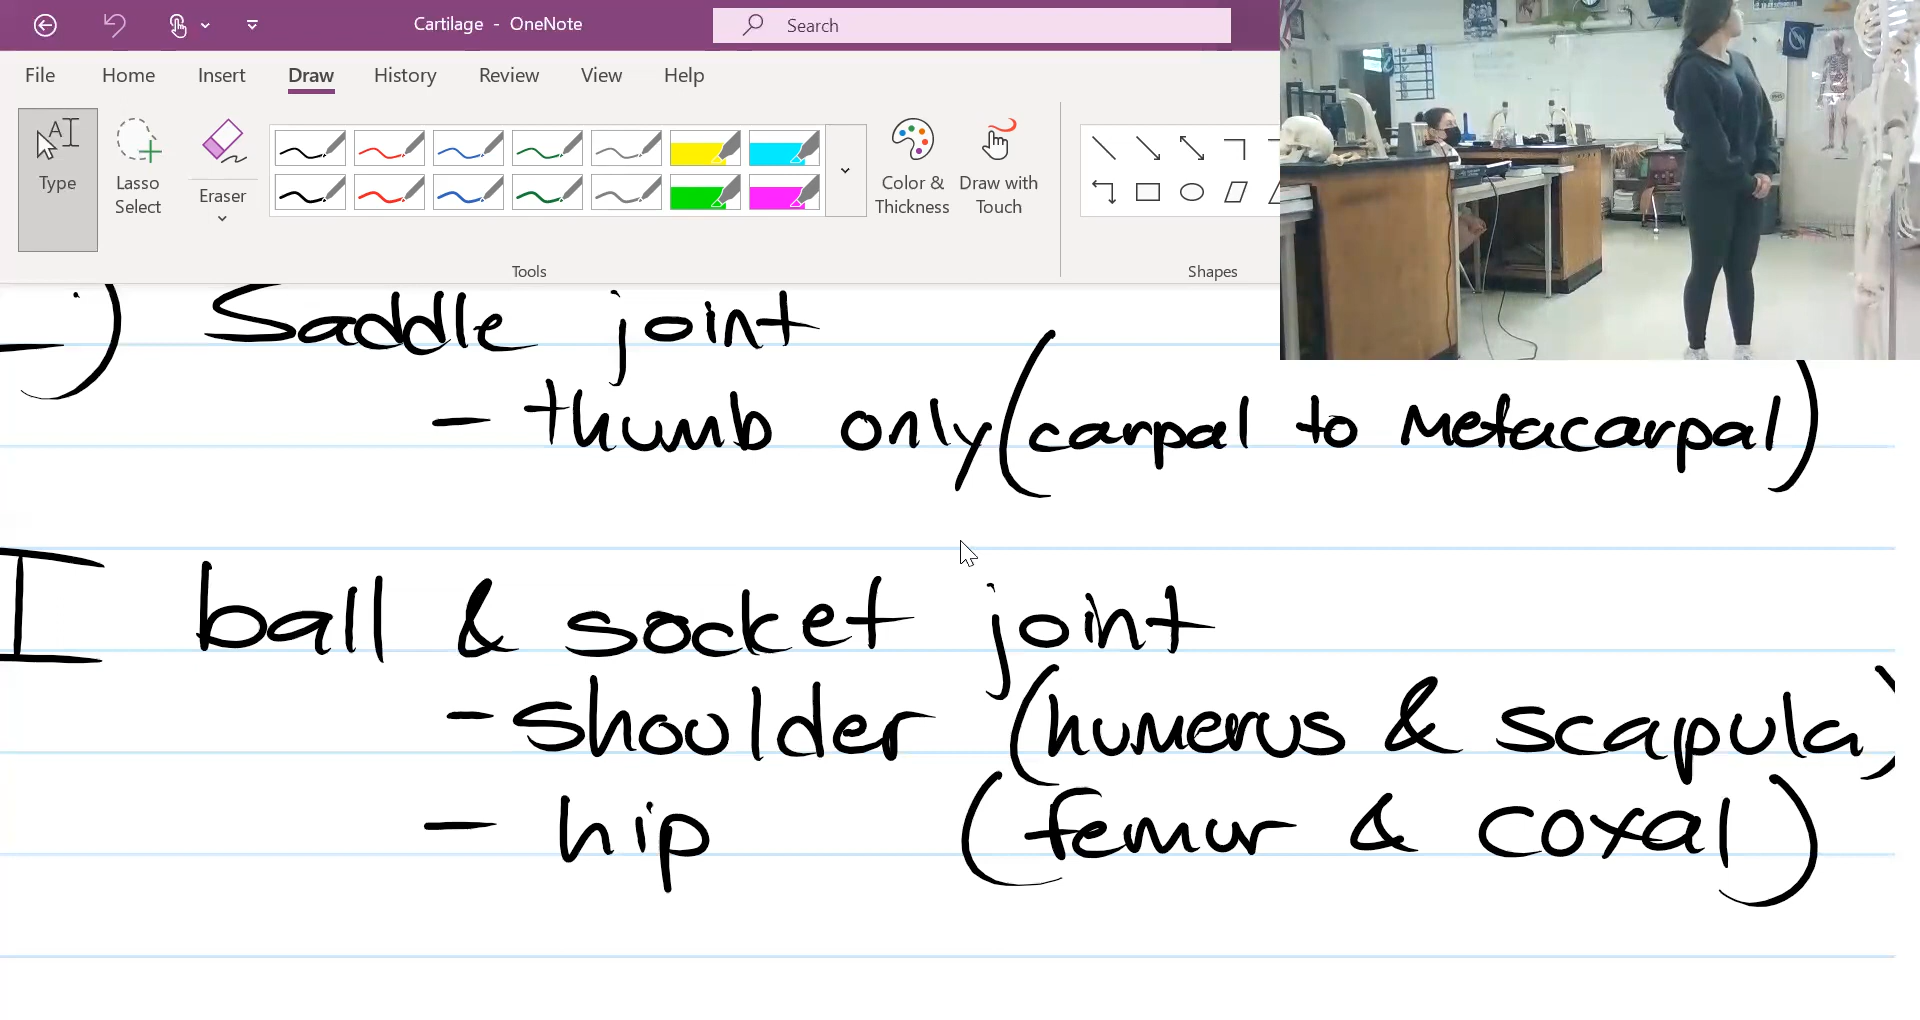 Cartilage - OneNote
Search
File Home Insert Draw History Review View Help
Type
Lasso Select
Eraser
Color & Thickness
Draw with Touch
Tools
Shapes
) Saddle joint
- thumb only (carpal to metacarpal)
I ball & socket joint
- shoulder (humerus & scapula)
- hip (femur & coxal)